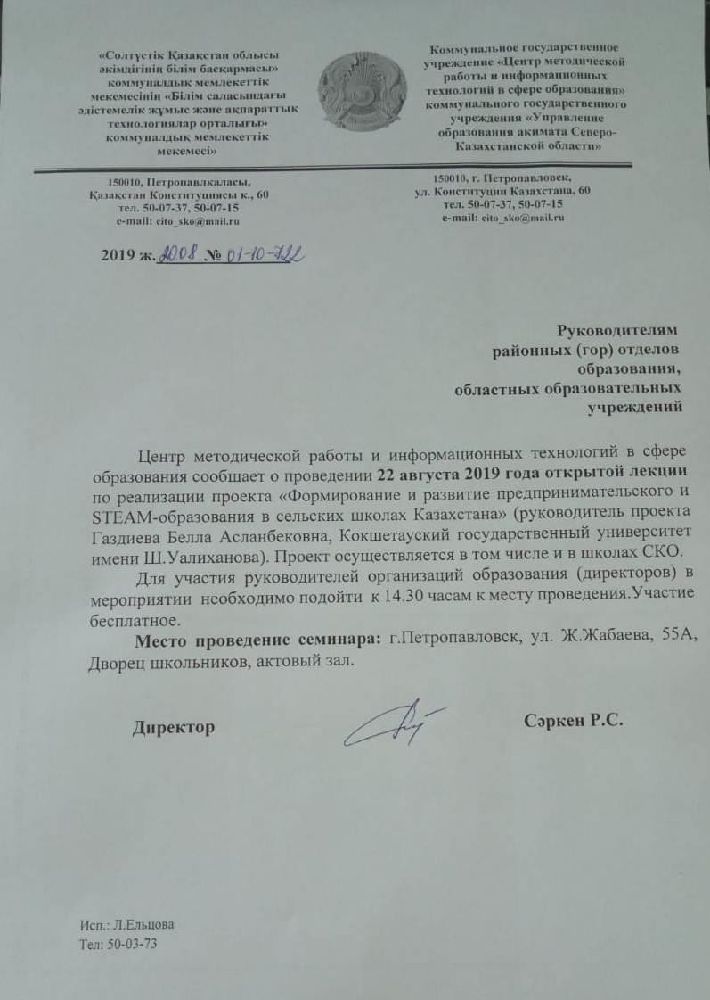 «Солтүстік Қазақстан облысы
әкімдігінің білім басқармасы»
коммуналдық мемлекеттік
мекемесінің «Білім саласындағы
әдістемелік жұмыс және ақпараттық
технологиялар орталығы»
коммуналдық мемлекеттік
мекемесі»
Коммунальное государственное
учреждение «Центр методической
работы и информационных
технологий в сфере образования»
коммунального государственного
учреждения «Управление
образования акимата Северо-
Казахстанской области»
150010, Петропавлқаласы,
Қазақстан Конституциясы к., 60
тел. 50-07-37, 50-07-15
e-mail: cito_sko@mail.ru
150010, г. Петропавловск,
ул. Конституции Казахстана, 60
тел. 50-07-37, 50-07-15
e-mail: cito_sko@mail.ru
2019 ж. 20.08 № 01-10-722
Руководителям
районных (гор) отделов
образования,
областных образовательных
учреждений
Центр методической работы и информационных технологий в сфере
образования сообщает о проведении 22 августа 2019 года открытой лекции
по реализации проекта «Формирование и развитие предпринимательского и
STEAM-образования в сельских школах Казахстана» (руководитель проекта
Газдиева Белла Асланбековна, Кокшетауский государственный университет
имени Ш.Уалиханова). Проект осуществляется в том числе и в школах СКО.
Для участия руководителей организаций образования (директоров) в
мероприятии необходимо подойти к 14.30 часам к месту проведения.Участие
бесплатное.
Место проведение семинара: г.Петропавловск, ул. Ж.Жабаева, 55А,
Дворец школьников, актовый зал.
Директор Сәркен Р.С.
Исп.: Л.Ельцова
Тел: 50-03-73